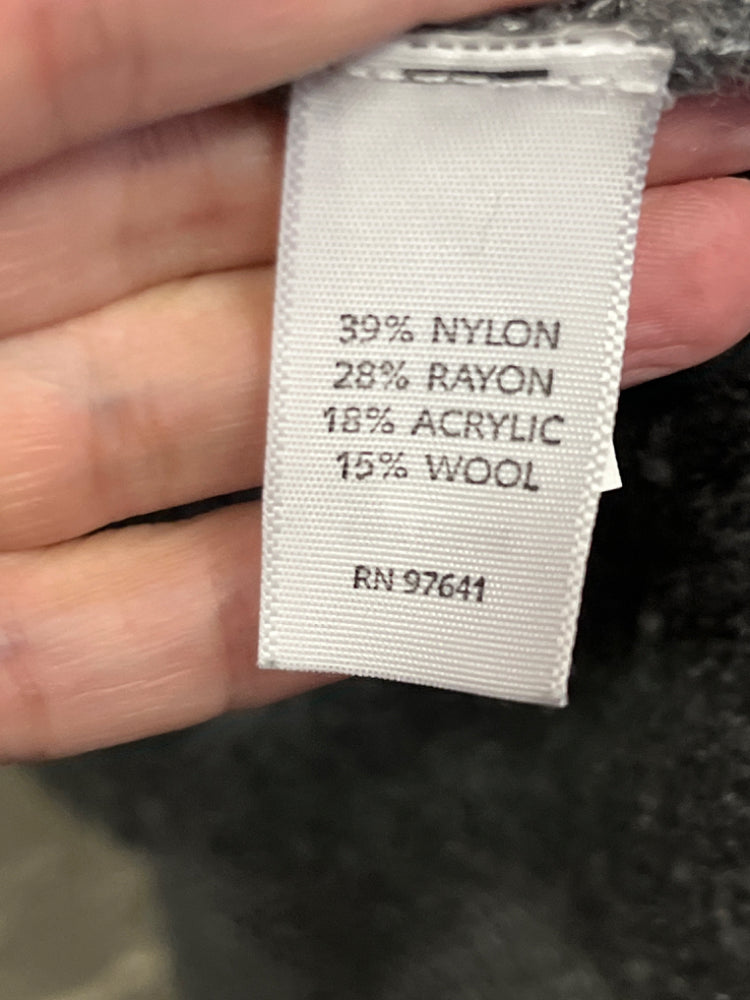 39% NYLON
28% RAYON
18% ACRYLIC
15% WOOL
RN 97641